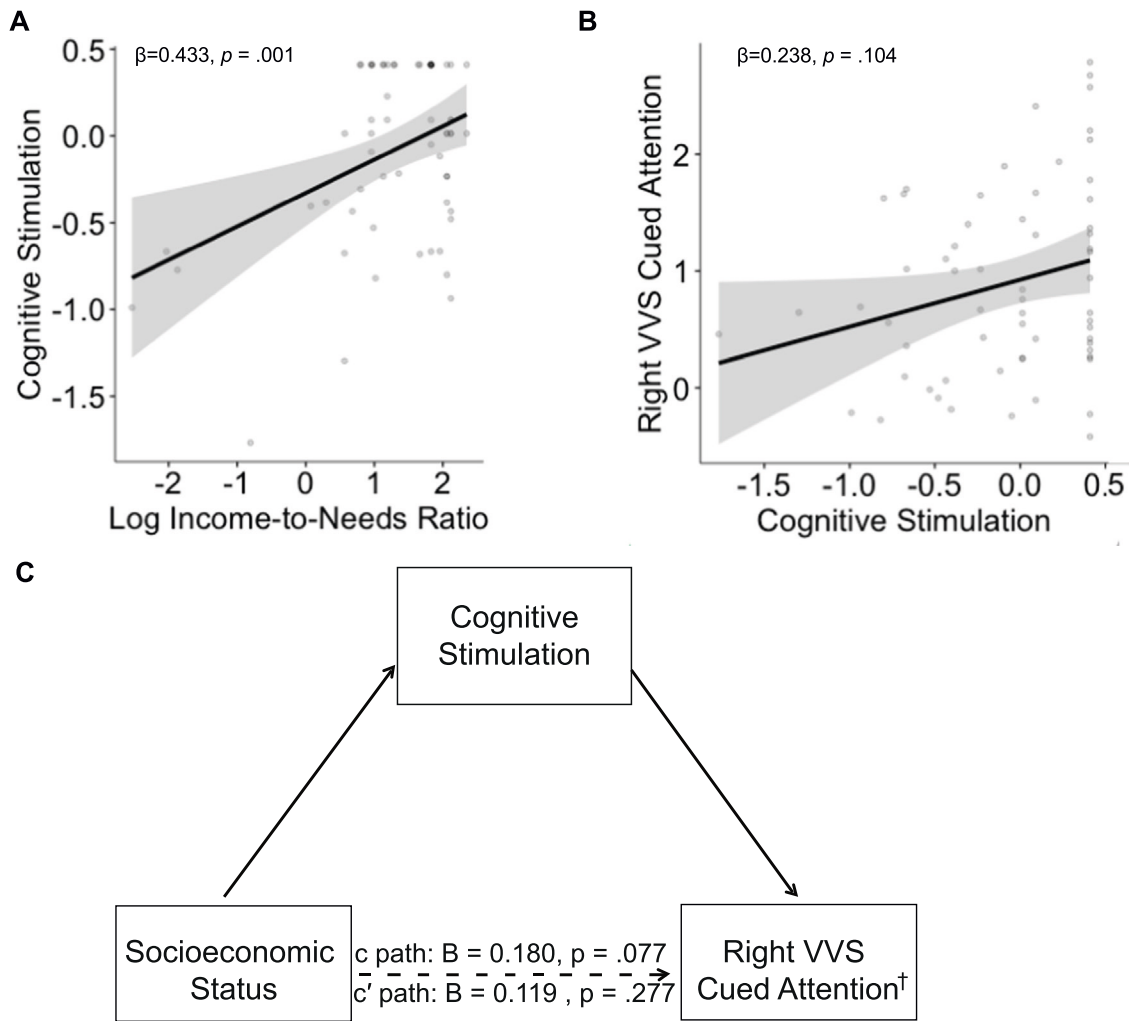 A
β=0.433, p = .001
0.5
0.0
-0.5
-1.0
-1.5
Cognitive Stimulation
-2 -1 0 1 2
Log Income-to-Needs Ratio
B
β=0.238, p = .104
2
1
0
Right VVS Cued Attention
-1.5 -1.0 -0.5 0.0 0.5
Cognitive Stimulation
C
Cognitive
Stimulation
Socioeconomic
Status
c path: B = 0.180, p = .077
c′ path: B = 0.119 , p = .277
Right VVS
Cued Attention†